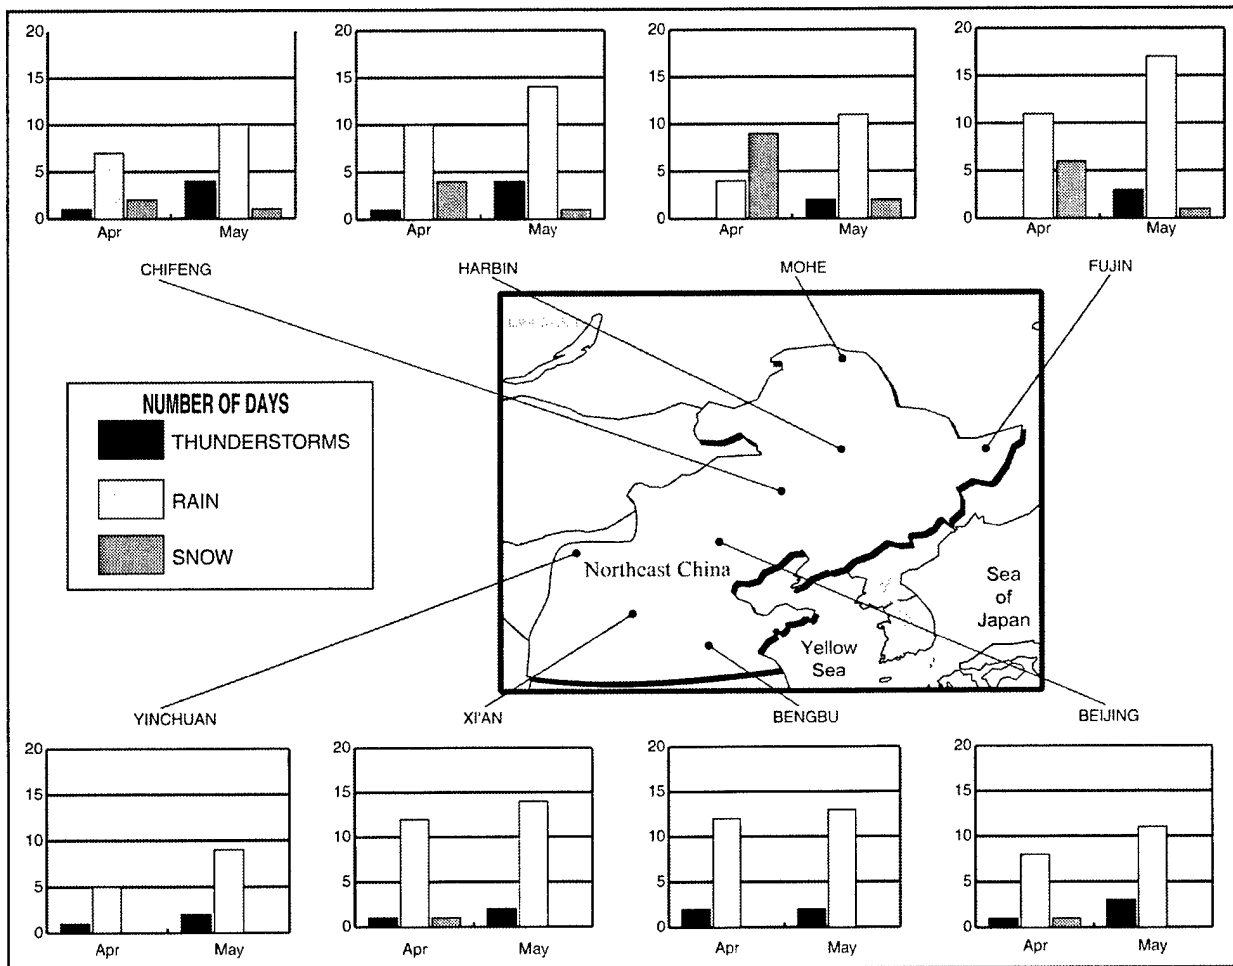 20
15
10
5
0
Apr May
20
15
10
5
0
Apr May
20
15
10
5
0
Apr May
20
15
10
5
0
Apr May
CHIFENG
HARBIN
MOHE
FUJIN
NUMBER OF DAYS
THUNDERSTORMS
RAIN
SNOW
Northeast China
Sea
of
Japan
Yellow
Sea
YINCHUAN
XI'AN
BENGBU
BEIJING
20
15
10
5
0
Apr May
20
15
10
5
0
Apr May
20
15
10
5
0
Apr May
20
15
10
5
0
Apr May